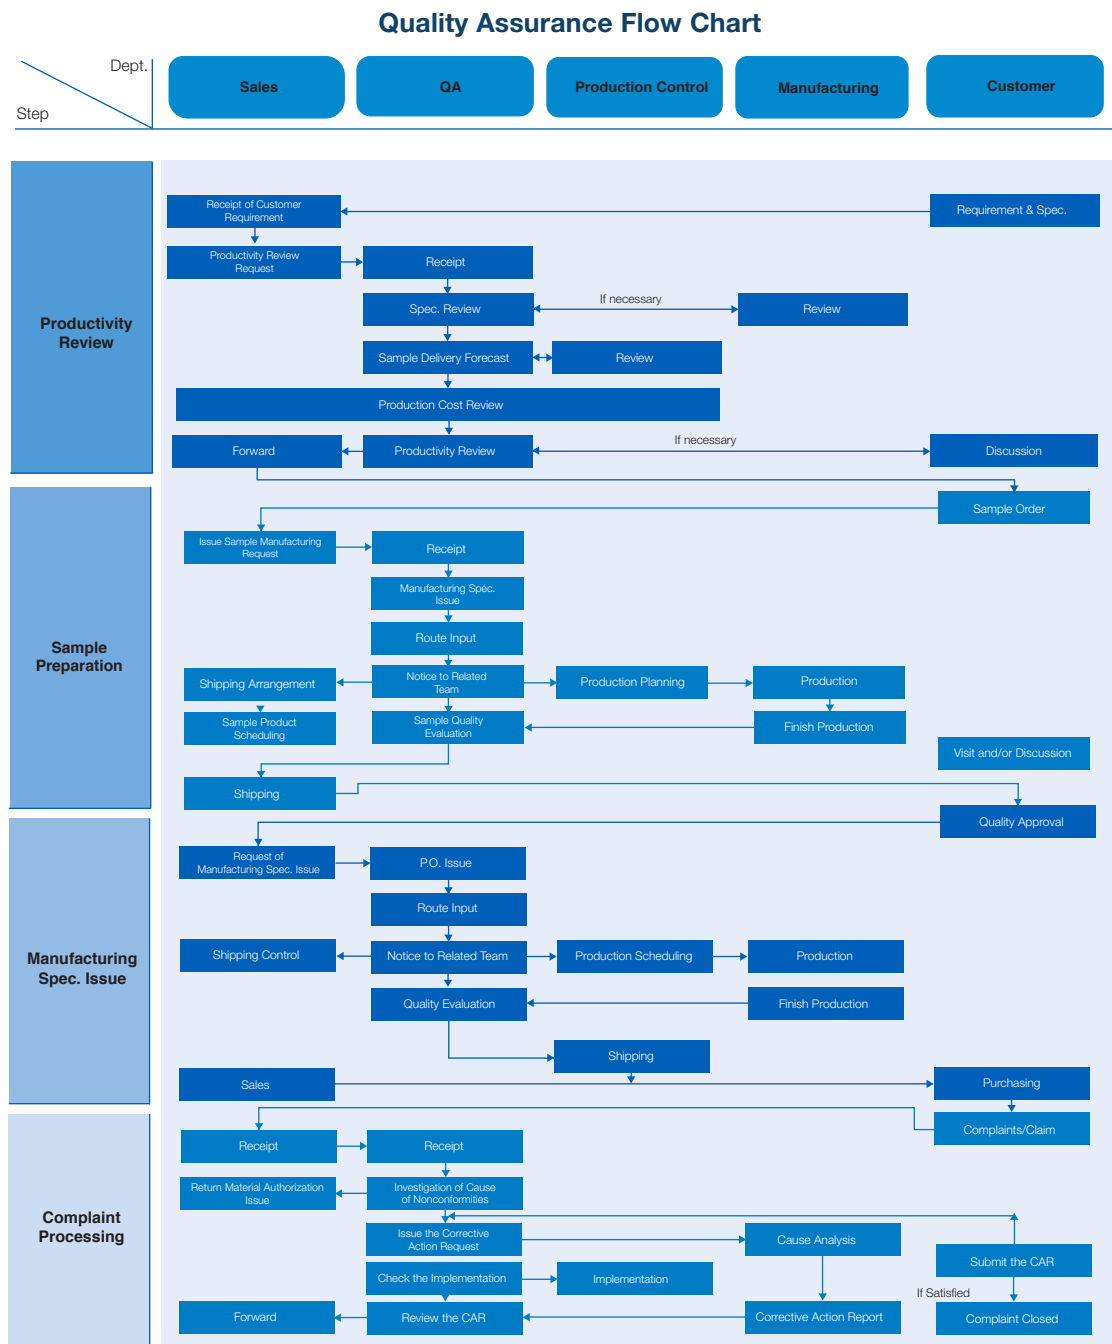 Quality Assurance Flow Chart
Dept.
Step
Sales
QA
Production Control
Manufacturing
Customer
Productivity
Review
Receipt of Customer
Requirement
Requirement & Spec.
Productivity Review
Request
Receipt
Spec. Review
If necessary
Review
Sample Delivery Forecast
Review
Production Cost Review
Forward
Productivity Review
If necessary
Discussion
Sample
Preparation
Sample Order
Issue Sample Manufacturing
Request
Receipt
Manufacturing Spec.
Issue
Route Input
Shipping Arrangement
Notice to Related
Team
Production Planning
Production
Sample Product
Scheduling
Sample Quality
Evaluation
Finish Production
Visit and/or Discussion
Shipping
Manufacturing
Spec. Issue
Quality Approval
Request of
Manufacturing Spec. Issue
P.O. Issue
Route Input
Shipping Control
Notice to Related Team
Production Scheduling
Production
Quality Evaluation
Finish Production
Shipping
Sales
Purchasing
Complaint
Processing
Complaints/Claim
Receipt
Receipt
Return Material Authorization
Issue
Investigation of Cause
of Nonconformities
Issue the Corrective
Action Request
Cause Analysis
Submit the CAR
Check the Implementation
Implementation
If Satisfied
Forward
Review the CAR
Corrective Action Report
Complaint Closed